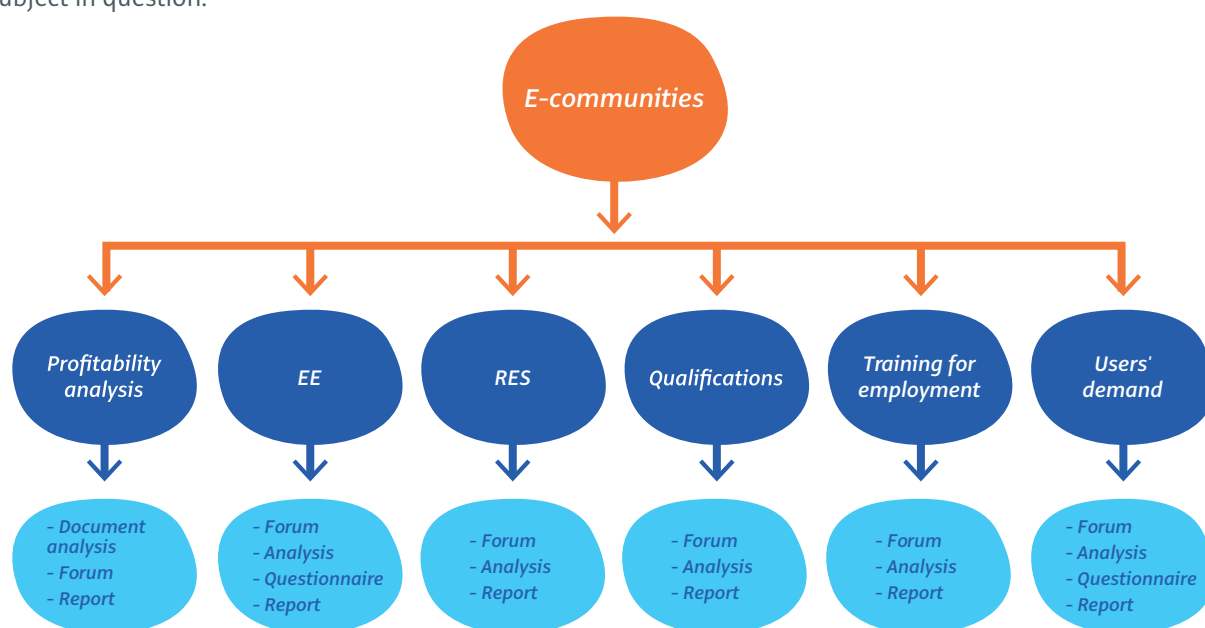 subject in question.
E-communities
Profitability
analysis
EE
RES
Qualifications
Training for
employment
Users'
demand
- Document
analysis
- Forum
- Report
- Forum
- Analysis
- Questionnaire
- Report
- Forum
- Analysis
- Report
- Forum
- Analysis
- Report
- Forum
- Analysis
- Report
- Forum
- Analysis
- Questionnaire
- Report